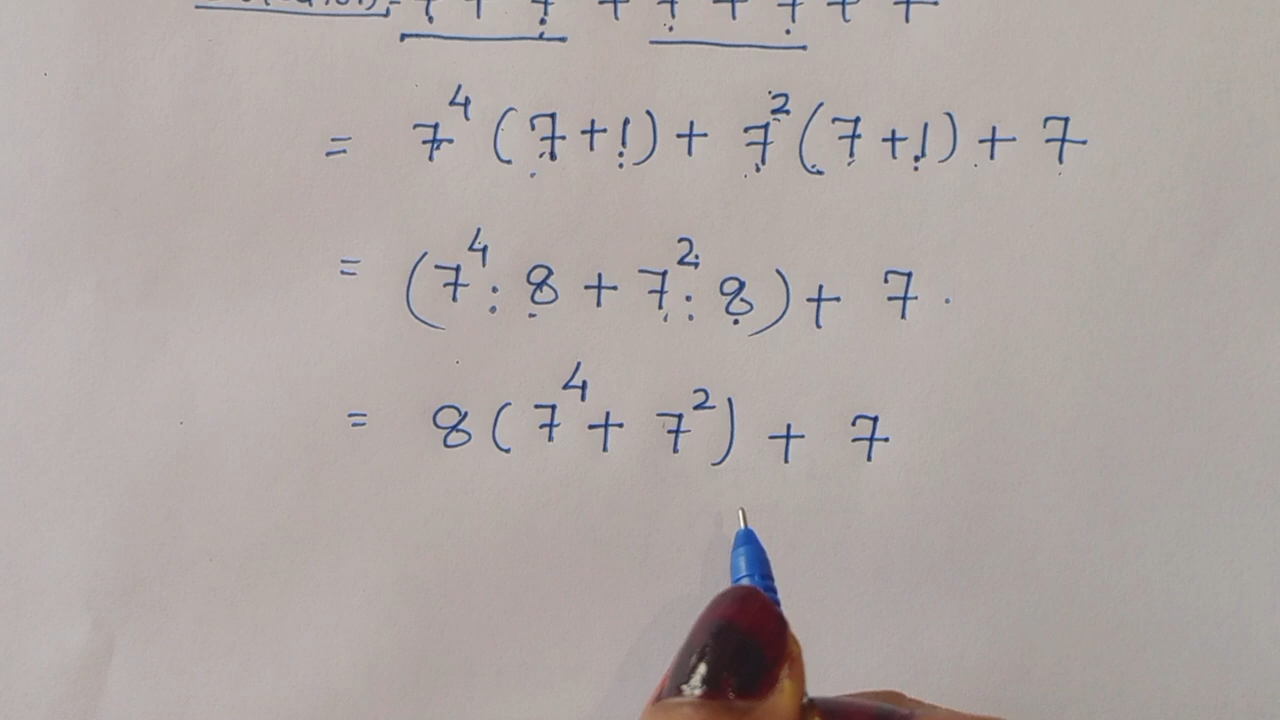 = 7⁴(7+1) + 7²(7+1) + 7
= (7⁴. 8 + 7². 8) + 7.
= 8(7⁴ + 7²) + 7